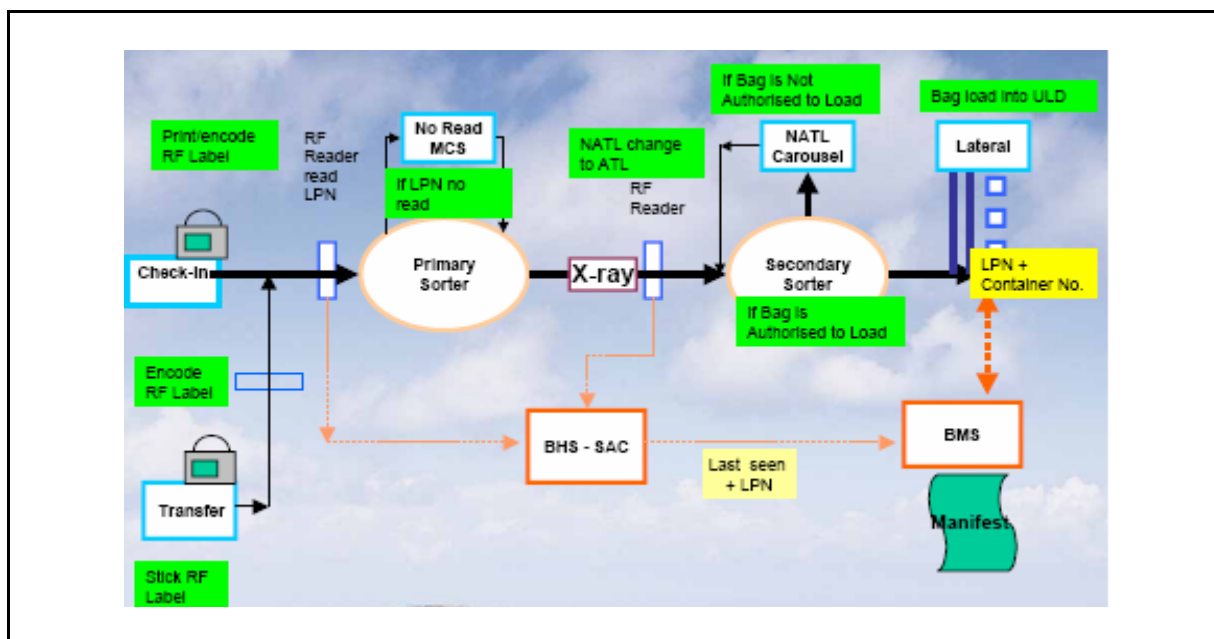 If Bag is Not
Authorised to Load
Bag load into ULD
Print/encode
RF Label
RF
Reader
read
LPN
No Read
MCS
NATL change
to ATL
NATL
Carousel
Lateral
If LPN no
read
RF
Reader
Check-In
Primary
Sorter
X-ray
Secondary
Sorter
LPN +
Container No.
If Bag is
Authorised to Load
Encode
RF Label
BHS - SAC
BMS
Last seen
+ LPN
Transfer
Manifest
Stick RF
Label